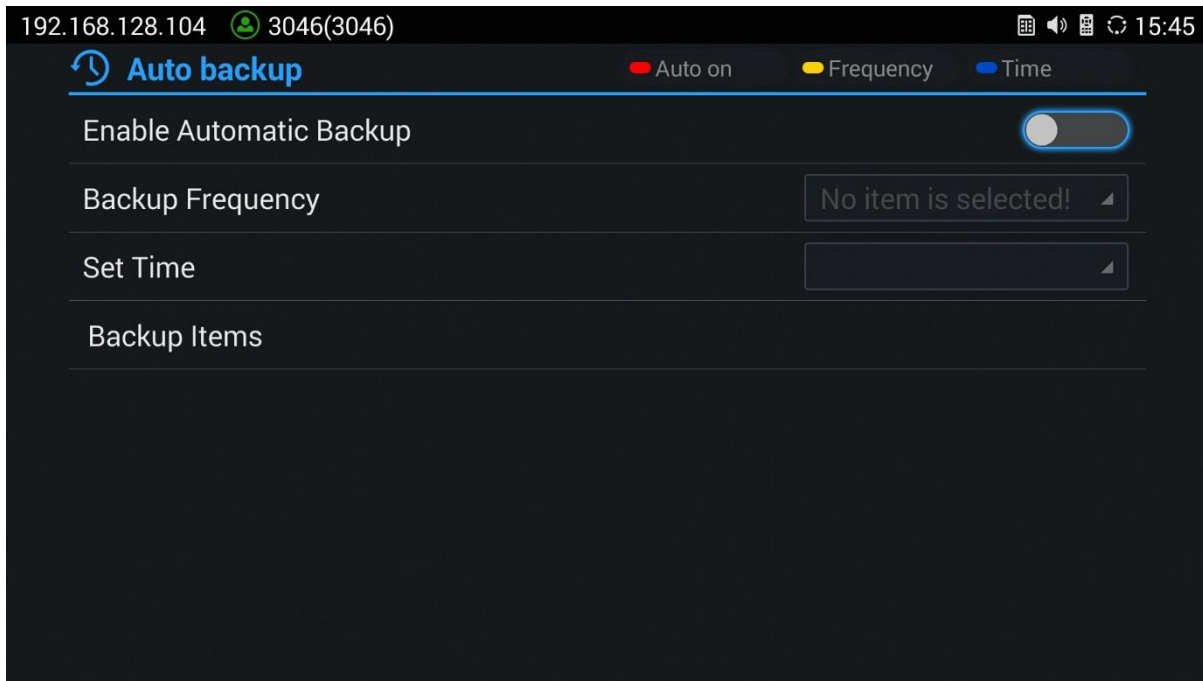 192.168.128.104 3046(3046) 15:45
Auto backup Auto on Frequency Time
Enable Automatic Backup
Backup Frequency No item is selected!
Set Time
Backup Items